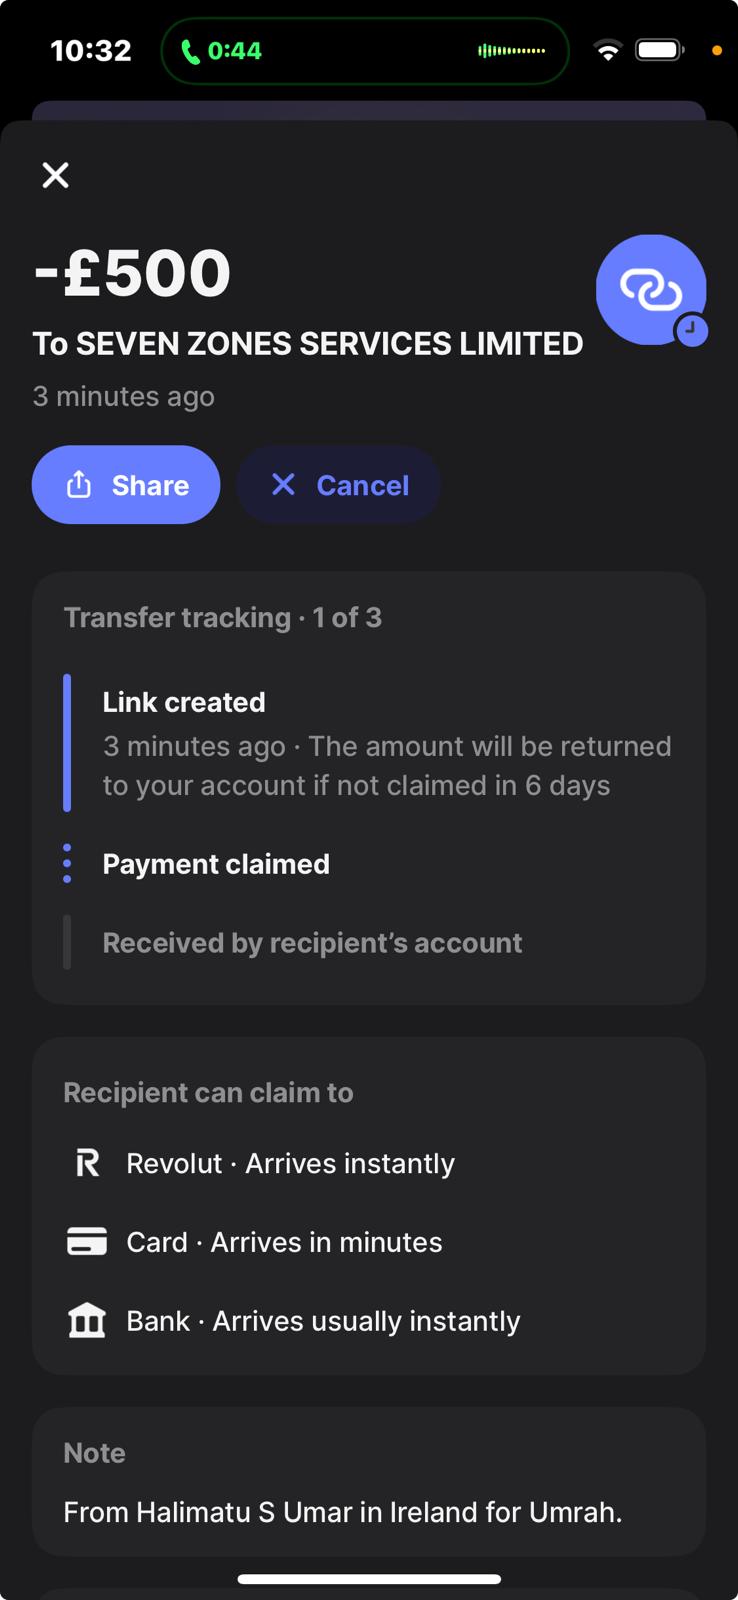 10:32
0:44
-£500
To SEVEN ZONES SERVICES LIMITED
3 minutes ago
Share
Cancel
Transfer tracking · 1 of 3
Link created
3 minutes ago · The amount will be returned
to your account if not claimed in 6 days
Payment claimed
Received by recipient’s account
Recipient can claim to
Revolut · Arrives instantly
Card · Arrives in minutes
Bank · Arrives usually instantly
Note
From Halimatu S Umar in Ireland for Umrah.